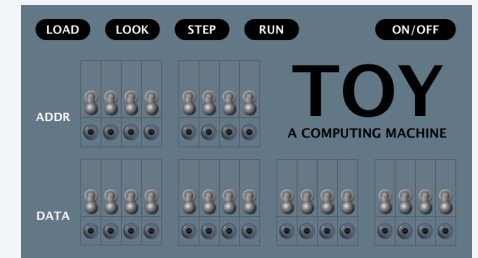 LOAD LOOK STEP RUN ON/OFF
TOY
ADDR
A COMPUTING MACHINE
DATA